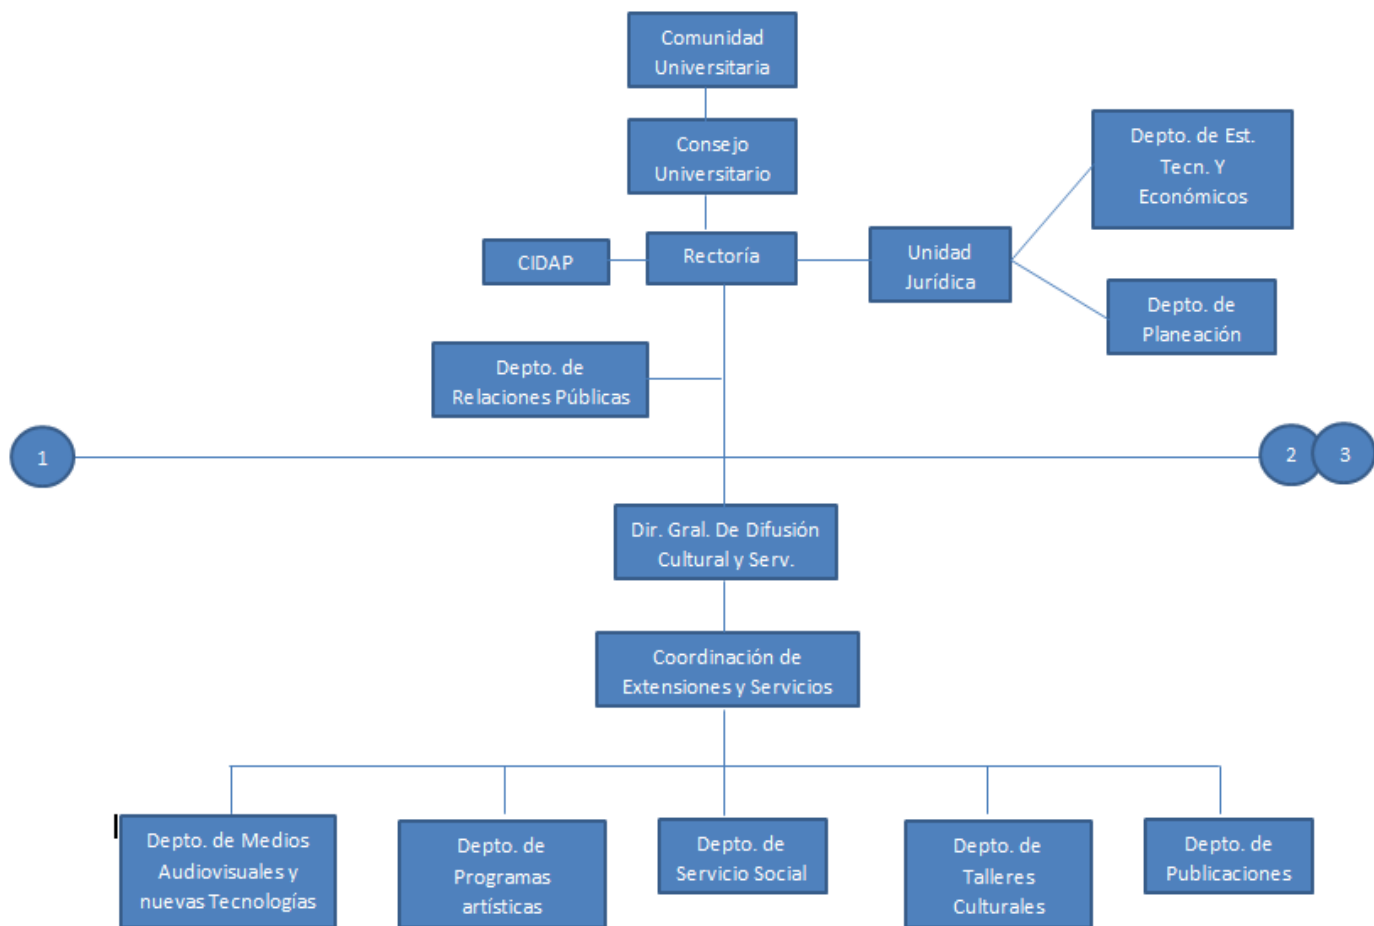 Comunidad
Universitaria
Consejo
Universitario
Depto. de Est.
Tecn. Y
Económicos
CIDAP
Rectoría
Unidad
Jurídica
Depto. de
Planeación
Depto. de
Relaciones Públicas
1
2
3
Dir. Gral. De Difusión
Cultural y Serv.
Coordinación de
Extensiones y Servicios
Depto. de Medios
Audiovisuales y
nuevas Tecnologías
Depto. de
Programas
artísticas
Depto. de
Servicio Social
Depto. de
Talleres
Culturales
Depto. de
Publicaciones